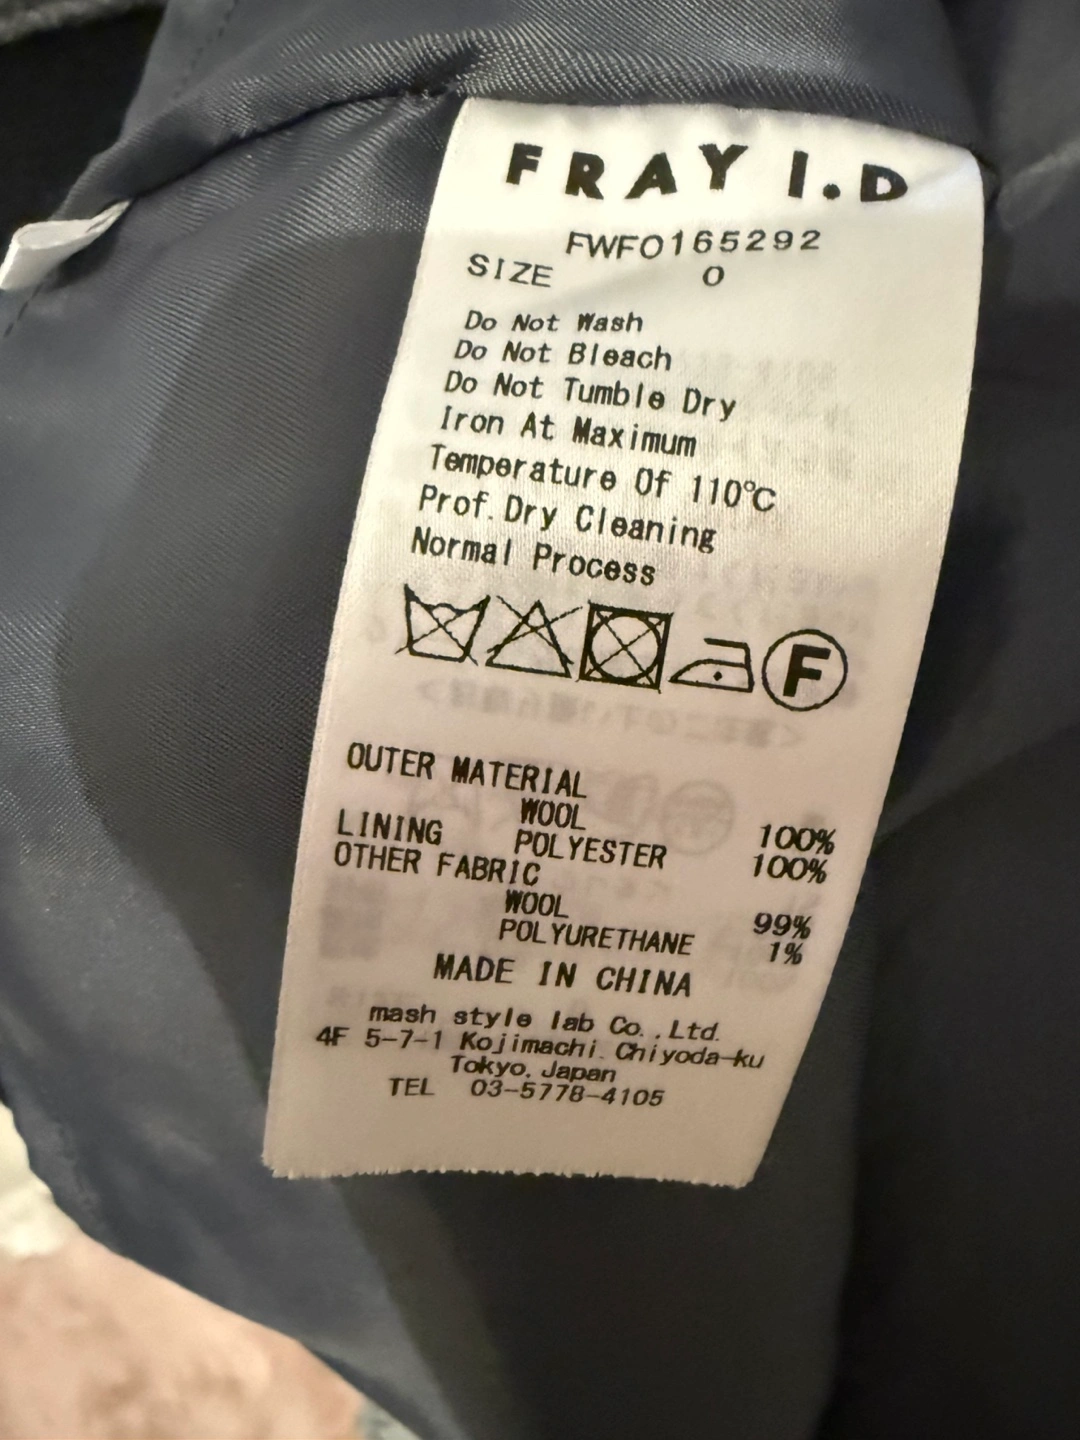 FRAY I.D
FWFO165292
SIZE 0
Do Not Wash
Do Not Bleach
Do Not Tumble Dry
Iron At Maximum
Temperature Of 110℃
Prof. Dry Cleaning
Normal Process
F
OUTER MATERIAL
WOOL 100%
LINING POLYESTER 100%
OTHER FABRIC
WOOL 99%
POLYURETHANE 1%
MADE IN CHINA
mash style lab Co.,Ltd.
4F 5-7-1 Kojimachi. Chiyoda-ku
Tokyo, Japan
TEL 03-5778-4105